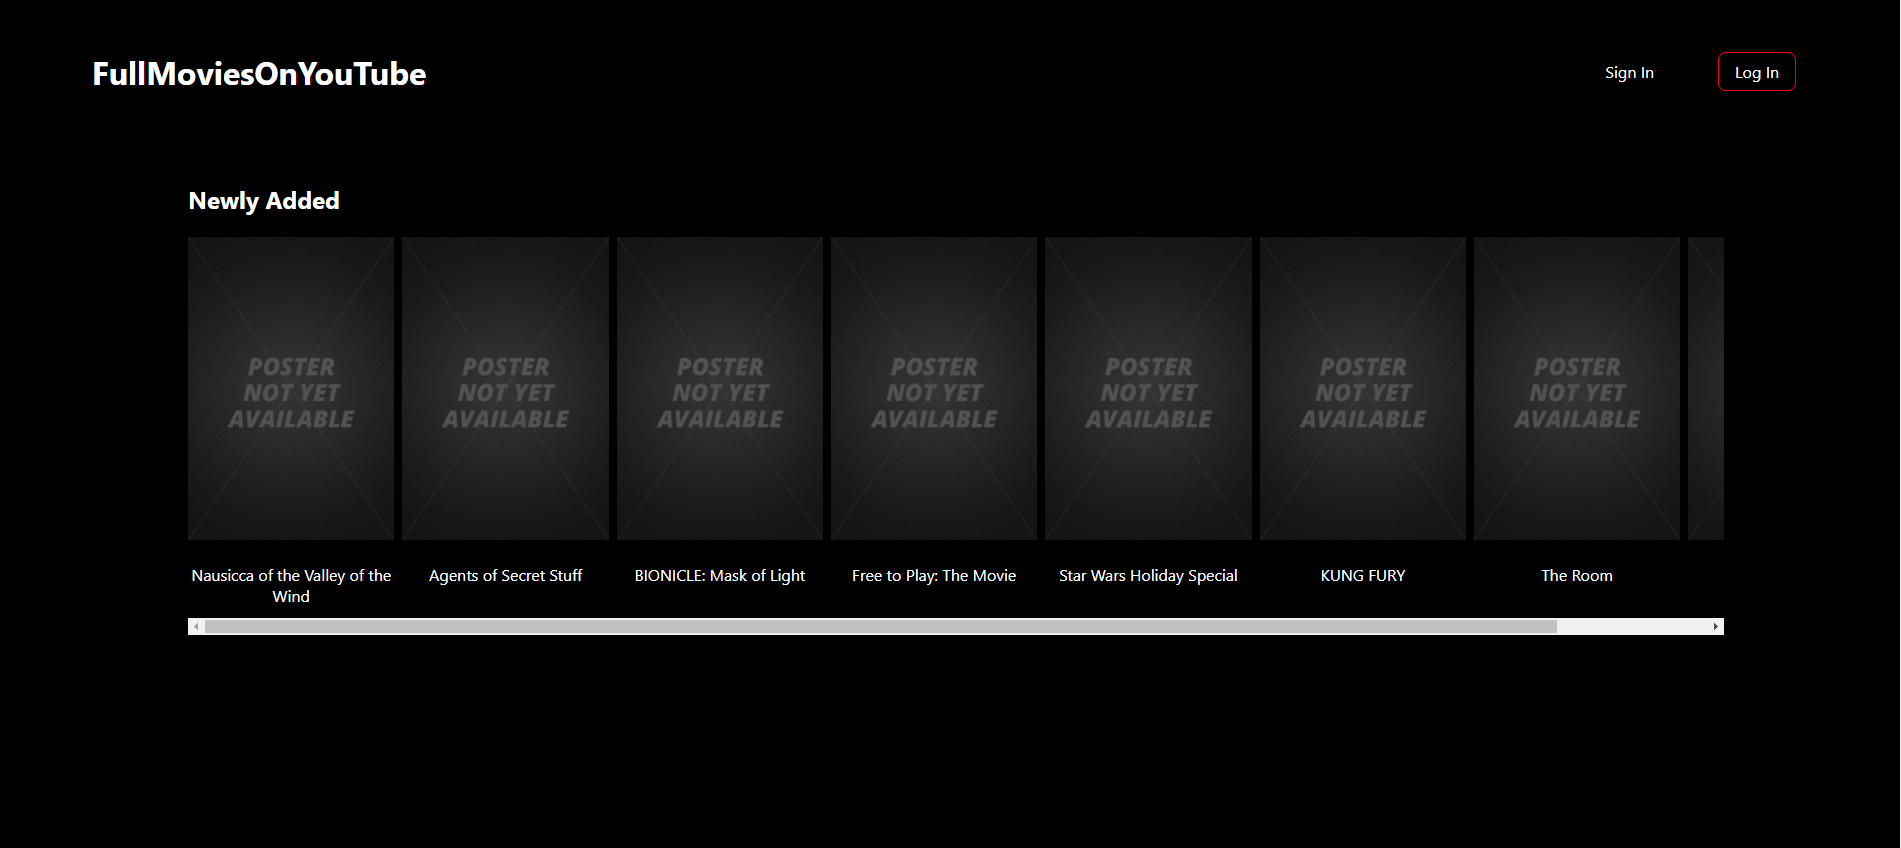 FullMoviesOnYouTube
Sign In
Log In
Newly Added
POSTER
NOT YET
AVAILABLE
POSTER
NOT YET
AVAILABLE
POSTER
NOT YET
AVAILABLE
POSTER
NOT YET
AVAILABLE
POSTER
NOT YET
AVAILABLE
POSTER
NOT YET
AVAILABLE
POSTER
NOT YET
AVAILABLE
Nausicca of the Valley of the
Wind
Agents of Secret Stuff
BIONICLE: Mask of Light
Free to Play: The Movie
Star Wars Holiday Special
KUNG FURY
The Room